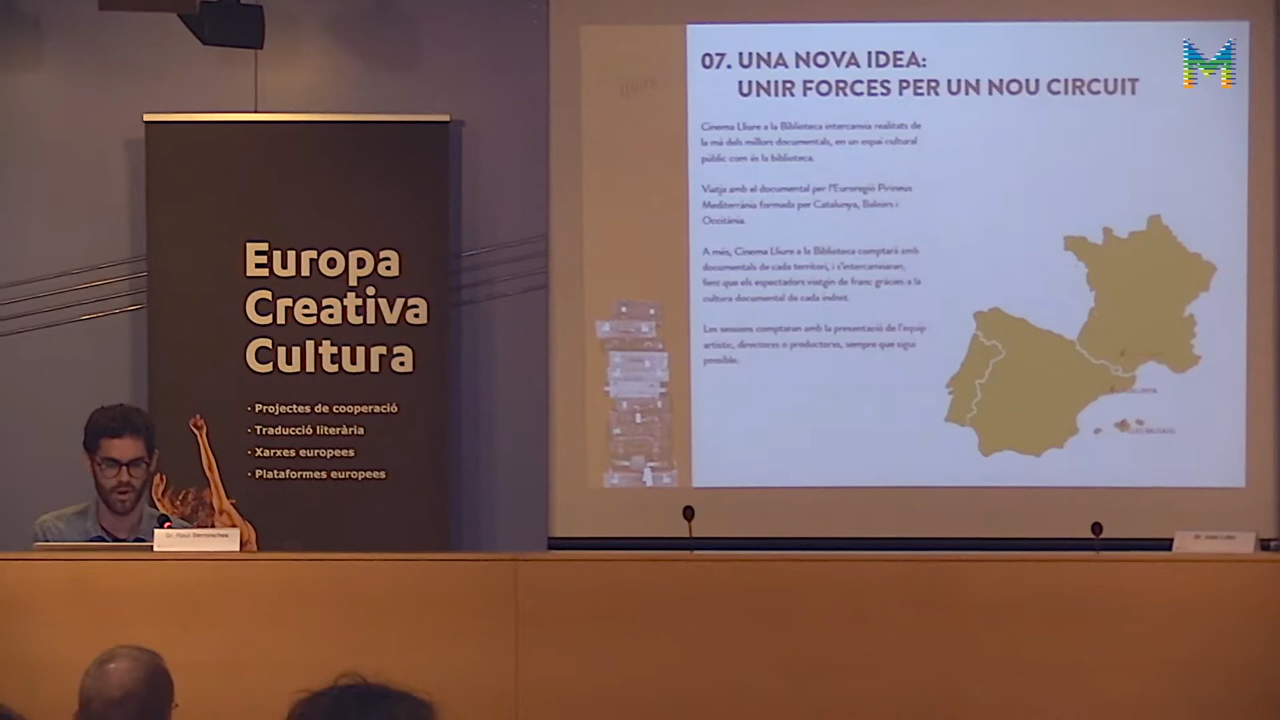 Europa
Creativa
Cultura
· Projectes de cooperació
· Traducció literària
· Xarxes europees
· Plataformes europees
07. UNA NOVA IDEA:
UNIR FORCES PER UN NOU CIRCUIT
Cinema Lliure a la Biblioteca intercanvia realitats de
la mà dels millors documentals, en un espai cultural
públic com és la biblioteca.
Viatja amb el documental per l'Euroregió Pirineus
Mediterrània formada per Catalunya, Balears i
Occitània.
A més, Cinema Lliure a la Biblioteca comptarà amb
documentals de cada territori, i s'intercanviaran,
fent que els espectadors viatgin de franc gràcies a la
cultura documental de cada indret.
Les sessions comptaran amb la presentació de l'equip
artístic, directores o productores, sempre que sigui
possible.
M